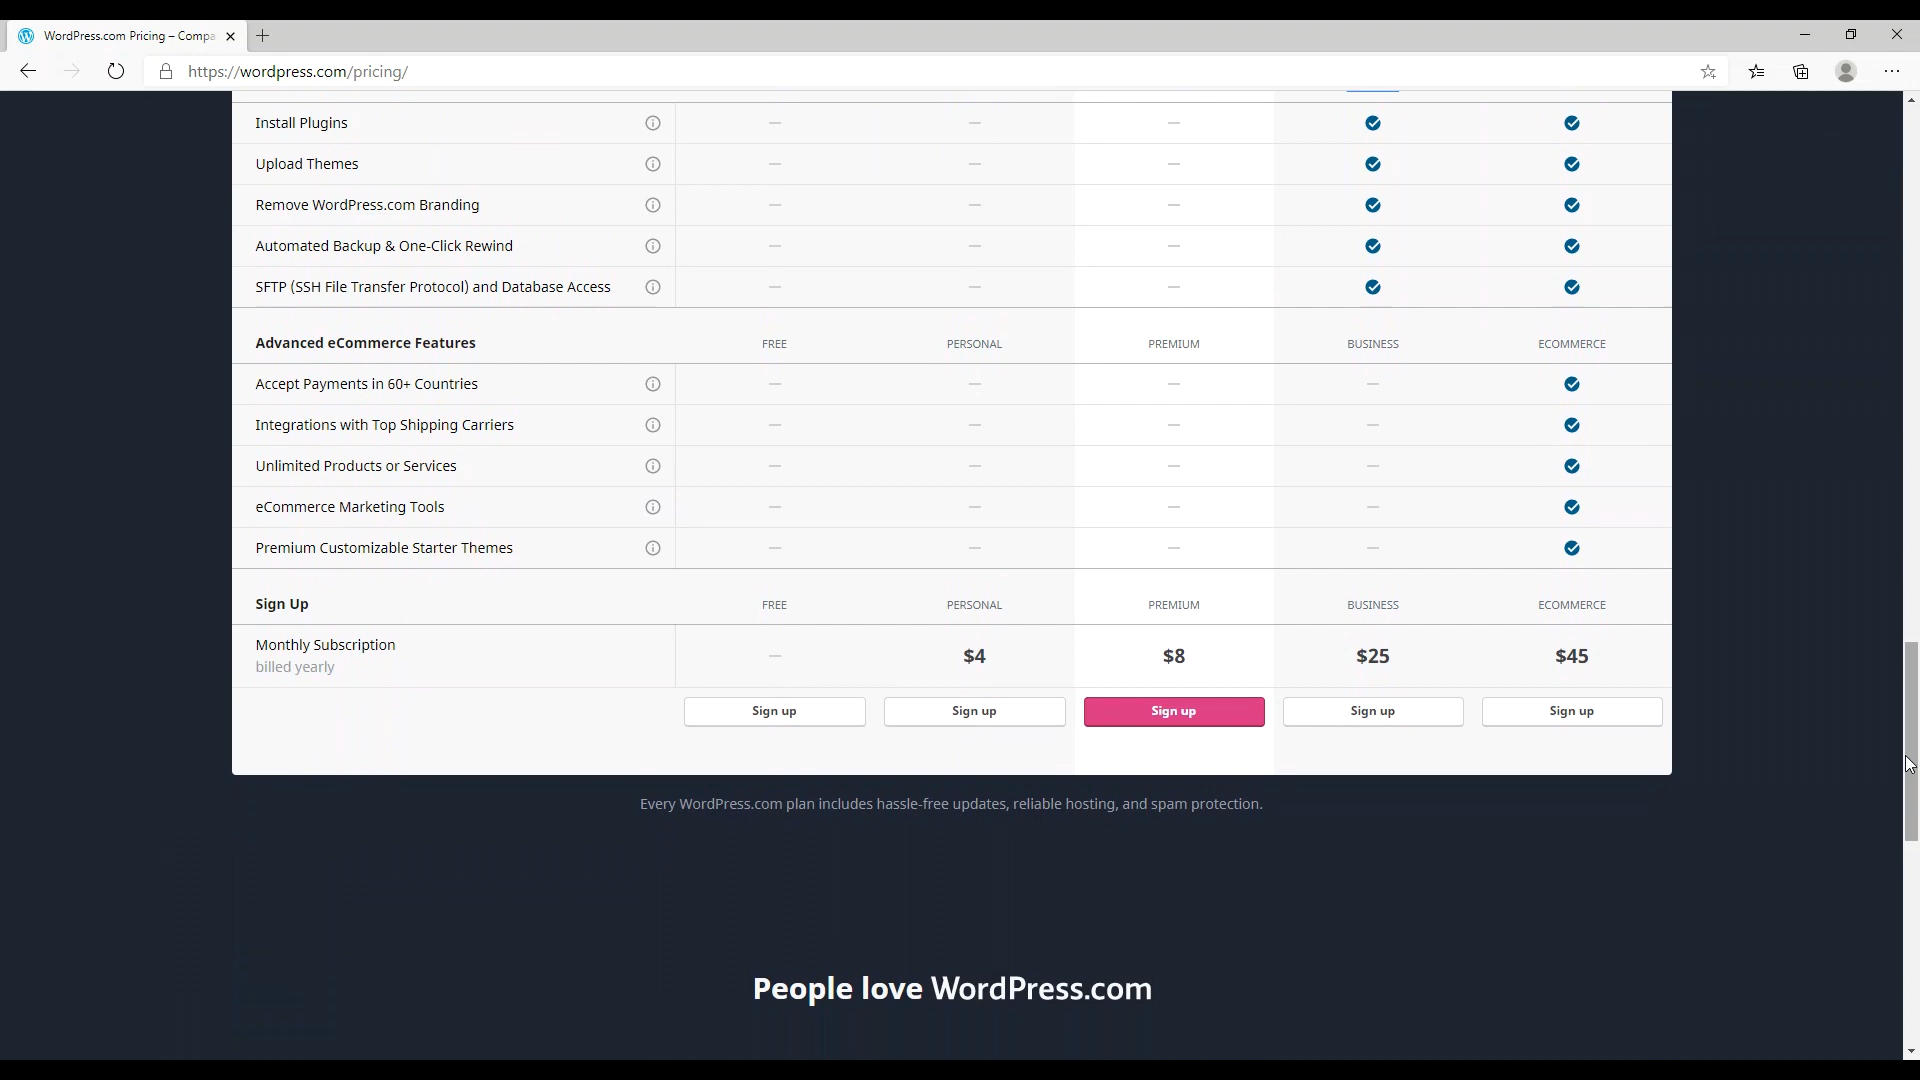 WordPress.com Pricing – Compa
https://wordpress.com/pricing/
Install Plugins — — —
Upload Themes — — —
Remove WordPress.com Branding — — —
Automated Backup & One-Click Rewind — — —
SFTP (SSH File Transfer Protocol) and Database Access — — —
Advanced eCommerce Features FREE PERSONAL PREMIUM BUSINESS ECOMMERCE
Accept Payments in 60+ Countries — — — —
Integrations with Top Shipping Carriers — — — —
Unlimited Products or Services — — — —
eCommerce Marketing Tools — — — —
Premium Customizable Starter Themes — — — —
Sign Up FREE PERSONAL PREMIUM BUSINESS ECOMMERCE
Monthly Subscription
billed yearly
— $4 $8 $25 $45
Sign up Sign up Sign up Sign up Sign up
Every WordPress.com plan includes hassle-free updates, reliable hosting, and spam protection.
People love WordPress.com